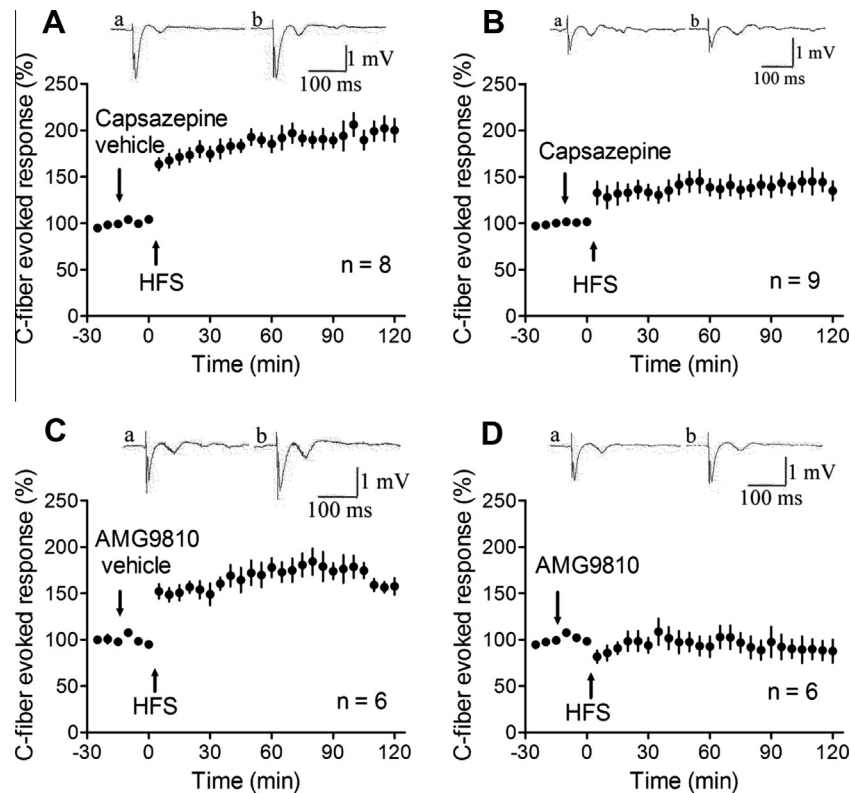 A
a
b
1 mV
100 ms
C-fiber evoked response (%)
250
200
150
100
50
0
Capsazepine
vehicle
HFS
n = 8
-30
0
30
60
90
120
Time (min)
B
a
b
1 mV
100 ms
C-fiber evoked response (%)
250
200
150
100
50
0
Capsazepine
HFS
n = 9
-30
0
30
60
90
120
Time (min)
C
a
b
1 mV
100 ms
C-fiber evoked response (%)
250
200
150
100
50
0
AMG9810
vehicle
HFS
n = 6
-30
0
30
60
90
120
Time (min)
D
a
b
1 mV
100 ms
C-fiber evoked response (%)
250
200
150
100
50
0
AMG9810
HFS
n = 6
-30
0
30
60
90
120
Time (min)